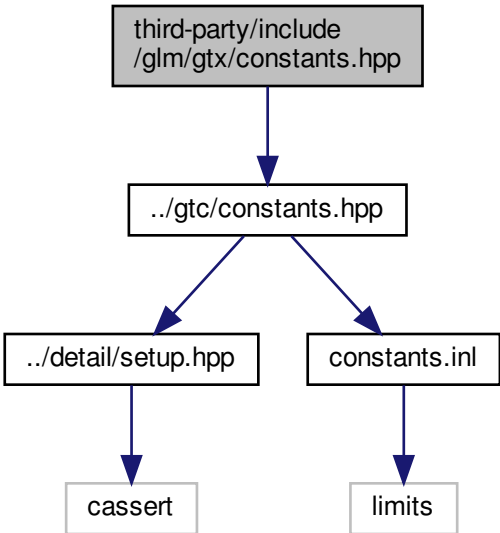 third-party/include
/glm/gtx/constants.hpp
../gtc/constants.hpp
../detail/setup.hpp
constants.inl
cassert
limits